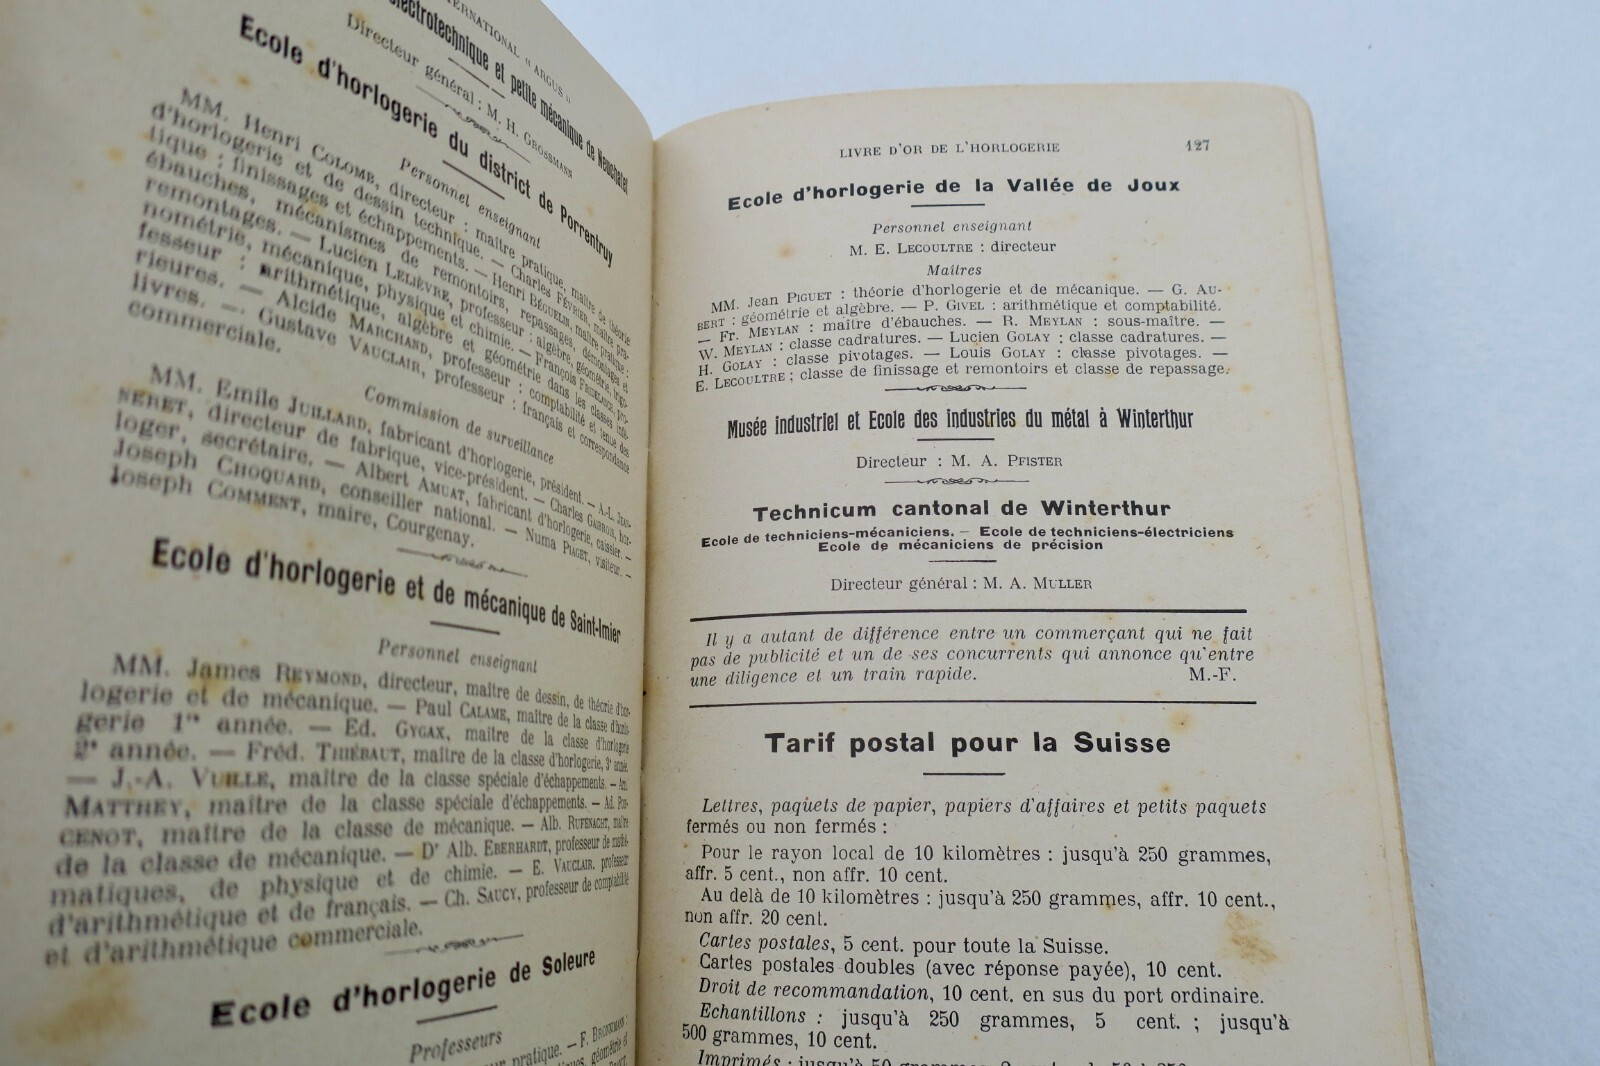 INTERNATIONAL « ARGUS »
électrotechnique et petite mécanique de Neuchâtel
Directeur général : M. H. GROSSMANN
Ecole d'horlogerie du district de Porrentruy
Personnel enseignant
MM. Henri COLOMB, directeur : maître pratique, maître de théorie
d'horlogerie et de dessin technique. — Charles FÉVRIER, maître pra-
tique : finissages et échappements. — Henri BÉGUELIN, maître pratique :
ébauches, mécanismes de remontoirs, repassages, démontages et
remontages. — Lucien LELIÈVRE, professeur : algèbre, géométrie, trigo-
nométrie, mécanique, physique et chimie. — François pro-
fesseur : arithmétique, algèbre et géométrie dans les classes infé-
rieures. — Alcide MARCHAND, professeur : comptabilité et tenue des
livres. — Gustave VAUCLAIR, professeur : français et correspondance
commerciale.
Commission de surveillance
MM. Emile JUILLARD, fabricant d'horlogerie, président. — A.-L. JEAN-
NERET, directeur de fabrique, vice-président. — Charles hor-
loger, secrétaire. — Albert AMUAT, fabricant d'horlogerie, caissier. —
Joseph CHOQUARD, conseiller national. — Numa PIAGET, visiteur. —
Joseph COMMENT, maire, Courgenay.
Ecole d'horlogerie et de mécanique de Saint-Imier
Personnel enseignant
MM. James REYMOND, directeur, maître de dessin, de théorie d'hor-
logerie et de mécanique. — Paul CALAME, maître de la classe d'horlo-
gerie 1re année. — Ed. GYGAX, maître de la classe d'horlogerie
2e année. — Fréd. THIÉBAUT, maître de la classe d'horlogerie, 3e année.
— J.-A. VUILLE, maître de la classe spéciale d'échappements. —
MATTHEY, maître de la classe spéciale d'échappements. — Ad. PON-
CENOT, maître de la classe de mécanique. — Alb. RUFENACHT, maître
de la classe de mécanique. — Dr Alb. EBERHARDT, professeur de mathé-
matiques, de physique et de chimie. — E. VAUCLAIR, professeur
d'arithmétique et de français. — Ch. SAUCY, professeur de comptabilité
et d'arithmétique commerciale.
Ecole d'horlogerie de Soleure
Professeurs
pratique. — F.
géométrie et
LIVRE D'OR DE L'HORLOGERIE 127
Ecole d'horlogerie de la Vallée de Joux
Personnel enseignant
M. E. LECOULTRE : directeur
Maîtres
MM. Jean PIGUET : théorie d'horlogerie et de mécanique. — G. AU-
BERT : géométrie et algèbre. — P. GIVEL : arithmétique et comptabilité.
— Fr. MEYLAN : maître d'ébauches. — R. MEYLAN : sous-maître. —
W. MEYLAN : classe cadratures. — Lucien GOLAY : classe cadratures. —
H. GOLAY : classe pivotages. — Louis GOLAY : classe pivotages. —
E. LECOULTRE ; classe de finissage et remontoirs et classe de repassage.
Musée industriel et Ecole des industries du métal à Winterthur
Directeur : M. A. PFISTER
Technicum cantonal de Winterthur
Ecole de techniciens-mécaniciens. — Ecole de techniciens-électriciens
Ecole de mécaniciens de précision
Directeur général : M. A. MULLER
Il y a autant de différence entre un commerçant qui ne fait
pas de publicité et un de ses concurrents qui annonce qu'entre
une diligence et un train rapide. M.-F.
Tarif postal pour la Suisse
Lettres, paquets de papier, papiers d'affaires et petits paquets
fermés ou non fermés :
Pour le rayon local de 10 kilomètres : jusqu'à 250 grammes,
affr. 5 cent., non affr. 10 cent.
Au delà de 10 kilomètres : jusqu'à 250 grammes, affr. 10 cent.,
non affr. 20 cent.
Cartes postales, 5 cent. pour toute la Suisse.
Cartes postales doubles (avec réponse payée), 10 cent.
Droit de recommandation, 10 cent. en sus du port ordinaire.
Echantillons : jusqu'à 250 grammes, 5 cent. ; jusqu'à
500 grammes, 10 cent.
Imprimés : jusqu'à 50 grammes, 2